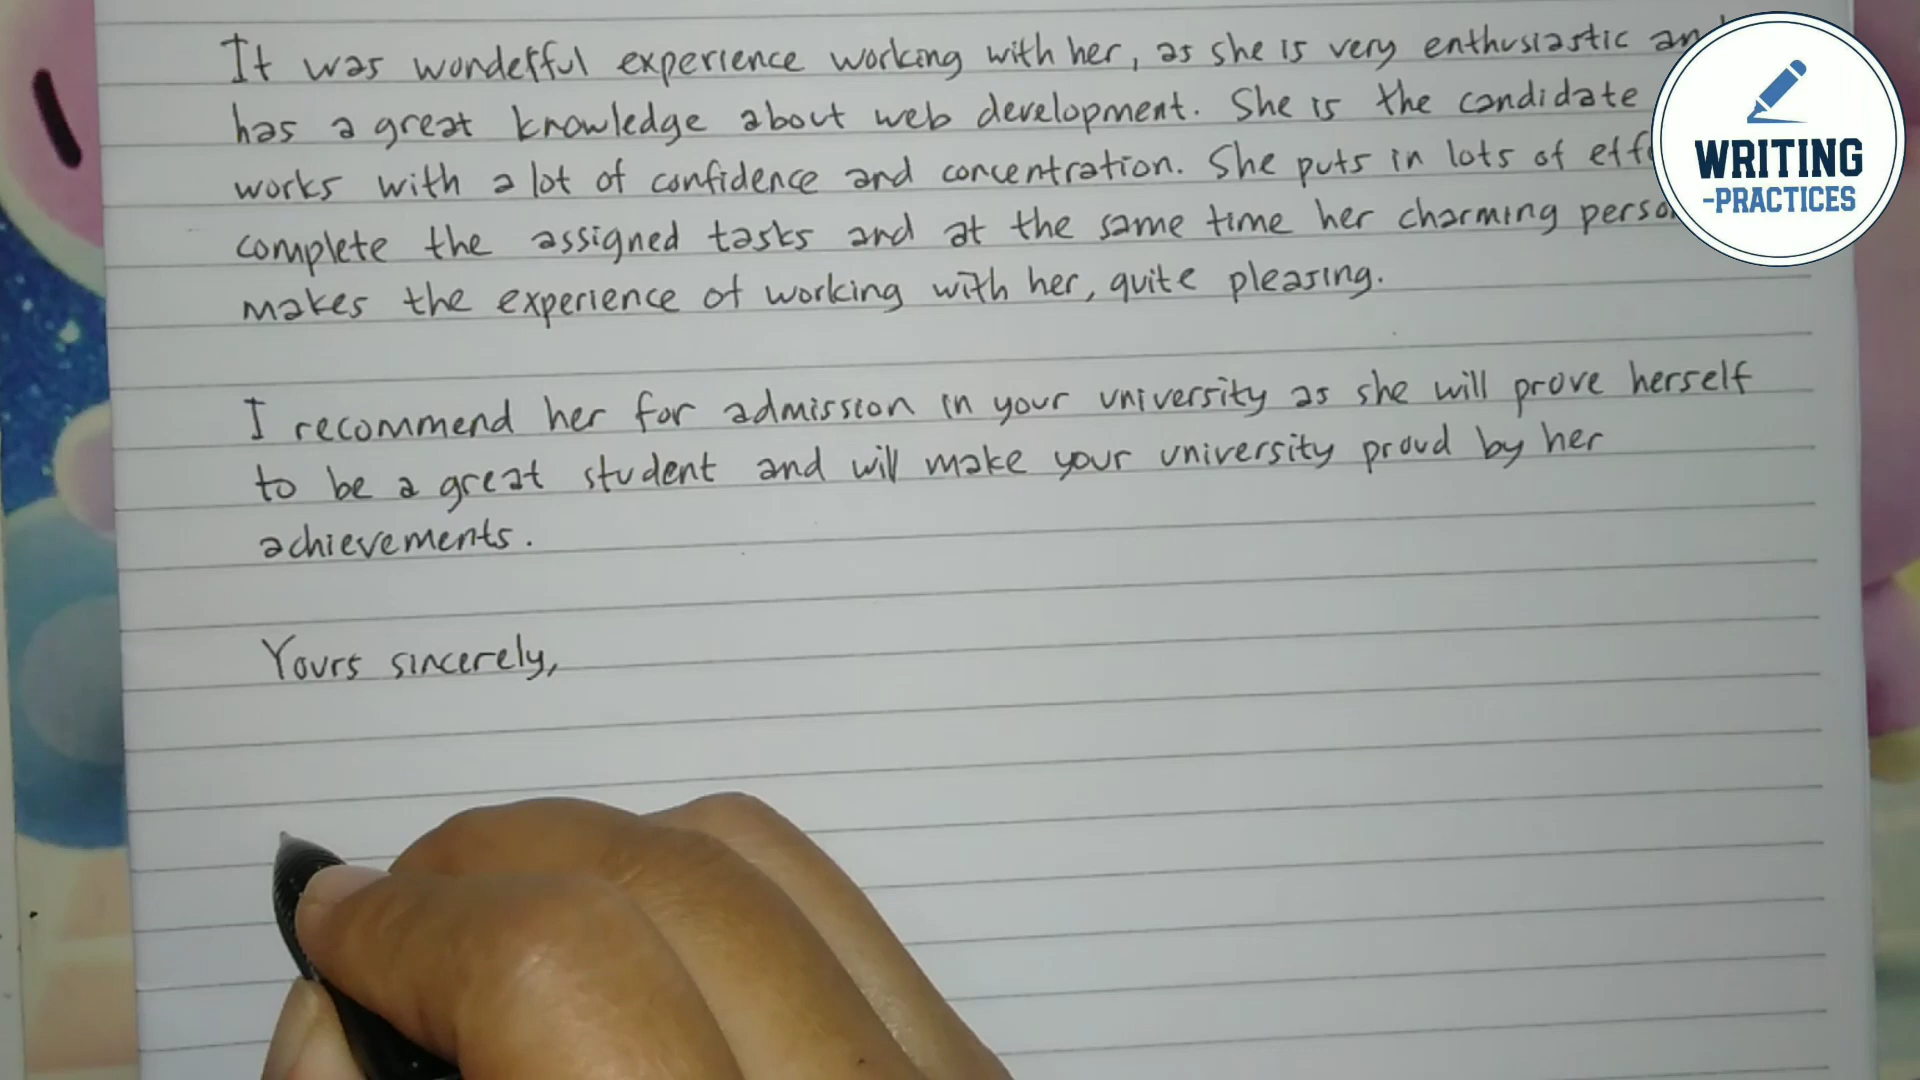 It was wondefful experience working with her, as she is very enthusiastic
has a great knowledge about web development. She is the candidate
works with a lot of confidence and concentration. She puts in lots of
complete the assigned tasks and at the same time her charming
makes the experience of working with her, quite pleasing.
I recommend her for admission in your university as she will prove herself
to be a great student and will make your university proud by her
achievements.
Yours sincerely,
WRITING
-PRACTICES